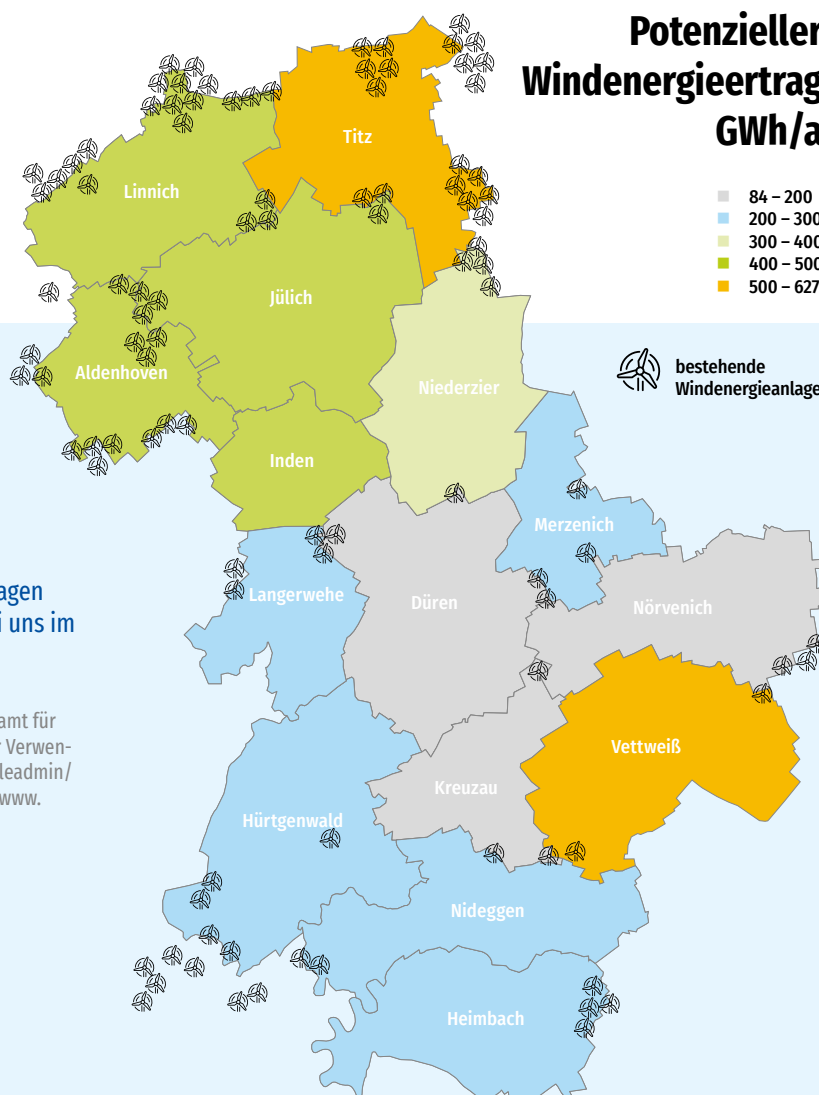 Potenzieller
Windenergieertrag
GWh/a
84 – 200
200 – 300
300 – 400
400 – 500
500 – 627
bestehende
Windenergieanlage
Titz
Linnich
Jülich
Aldenhoven
Niederzier
Inden
Merzenich
Langerwehe
Düren
Nörvenich
Vettweiß
Kreuzau
Hürtgenwald
Nideggen
Heimbach
agen
i uns im
amt für
r Verwen-
leadmin/
www.